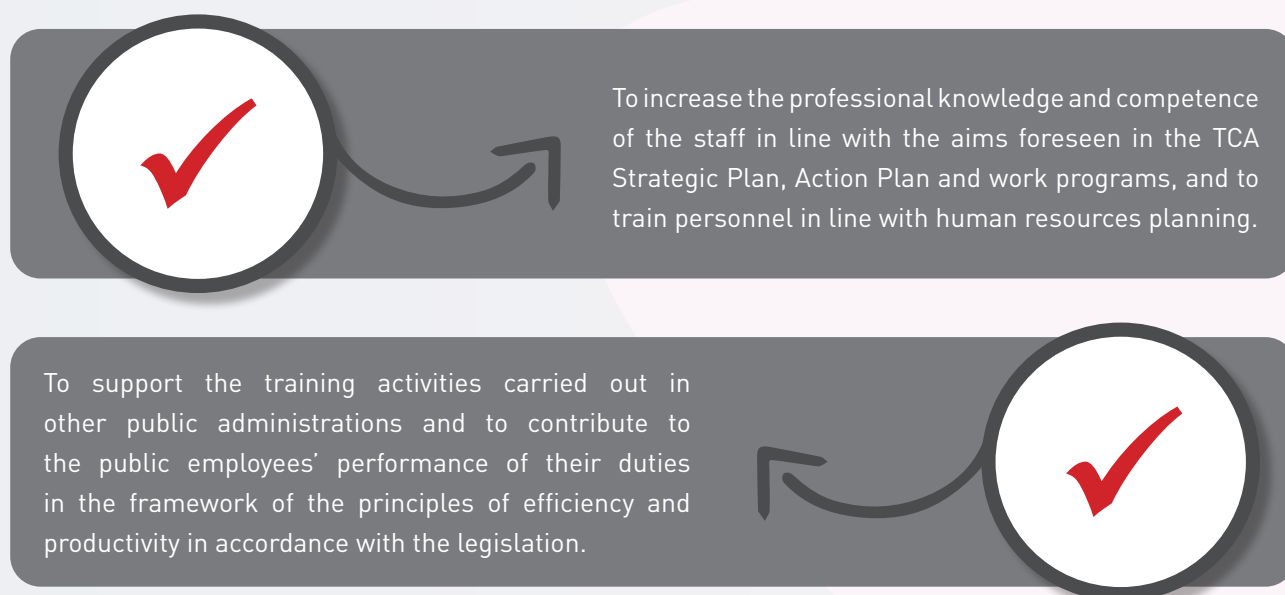 To increase the professional knowledge and competence
of the staff in line with the aims foreseen in the TCA
Strategic Plan, Action Plan and work programs, and to
train personnel in line with human resources planning.
To support the training activities carried out in
other public administrations and to contribute to
the public employees’ performance of their duties
in the framework of the principles of efficiency and
productivity in accordance with the legislation.